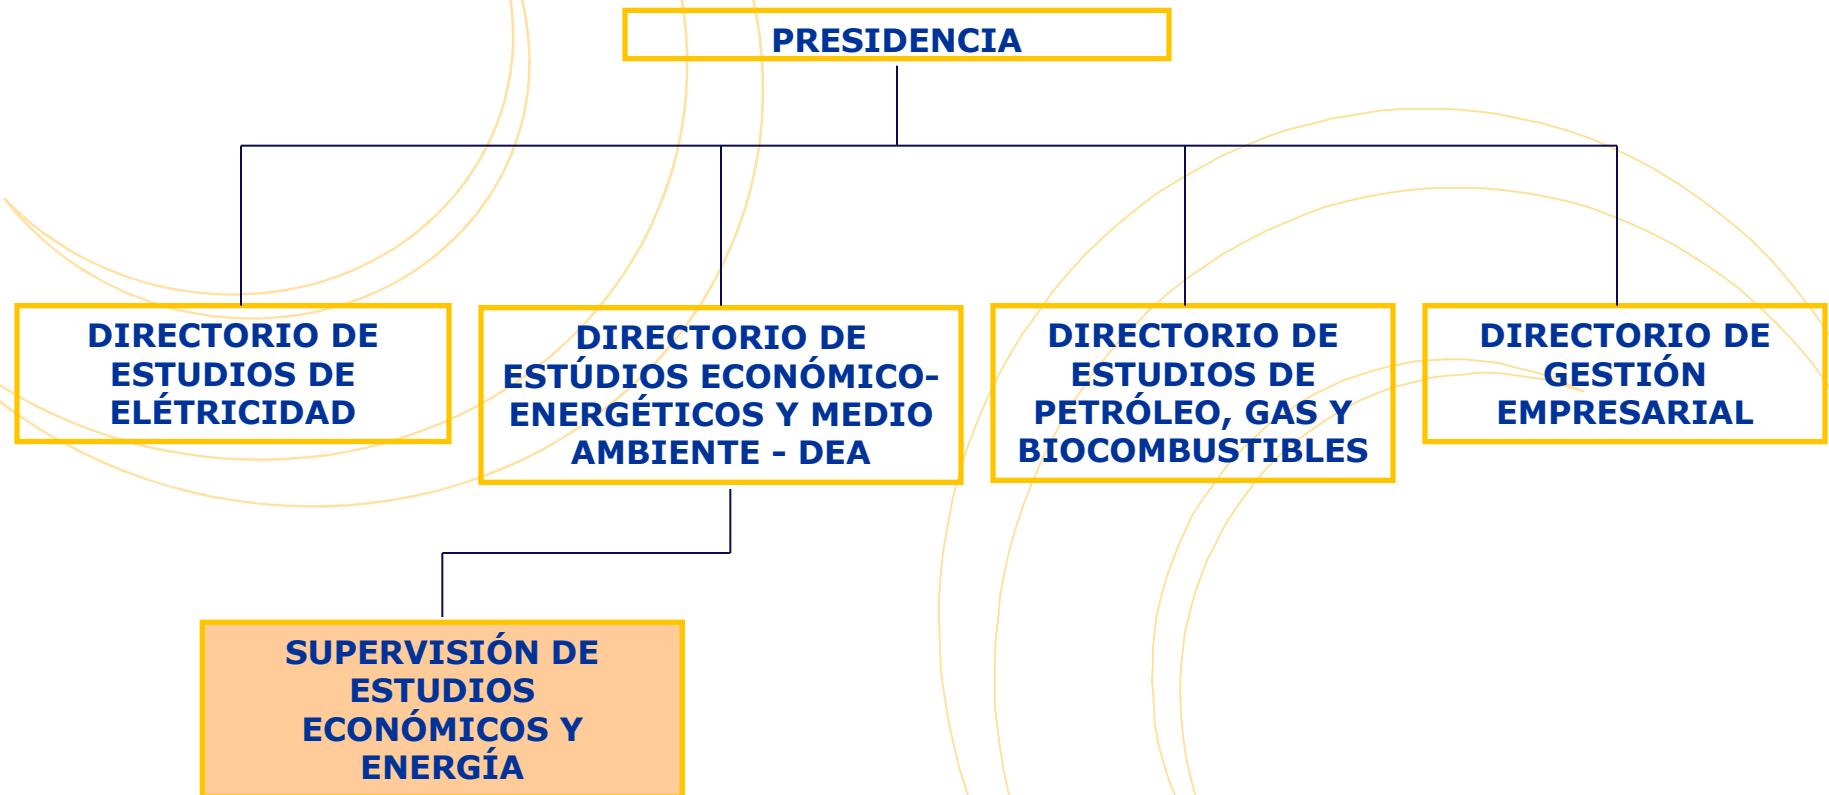 PRESIDENCIA
DIRECTORIO DE
ESTUDIOS DE
ELÉTRICIDAD
DIRECTORIO DE
ESTÚDIOS ECONÓMICO-
ENERGÉTICOS Y MEDIO
AMBIENTE - DEA
DIRECTORIO DE
ESTUDIOS DE
PETRÓLEO, GAS Y
BIOCOMBUSTIBLES
DIRECTORIO DE
GESTIÓN
EMPRESARIAL
SUPERVISIÓN DE
ESTUDIOS
ECONÓMICOS Y
ENERGÍA